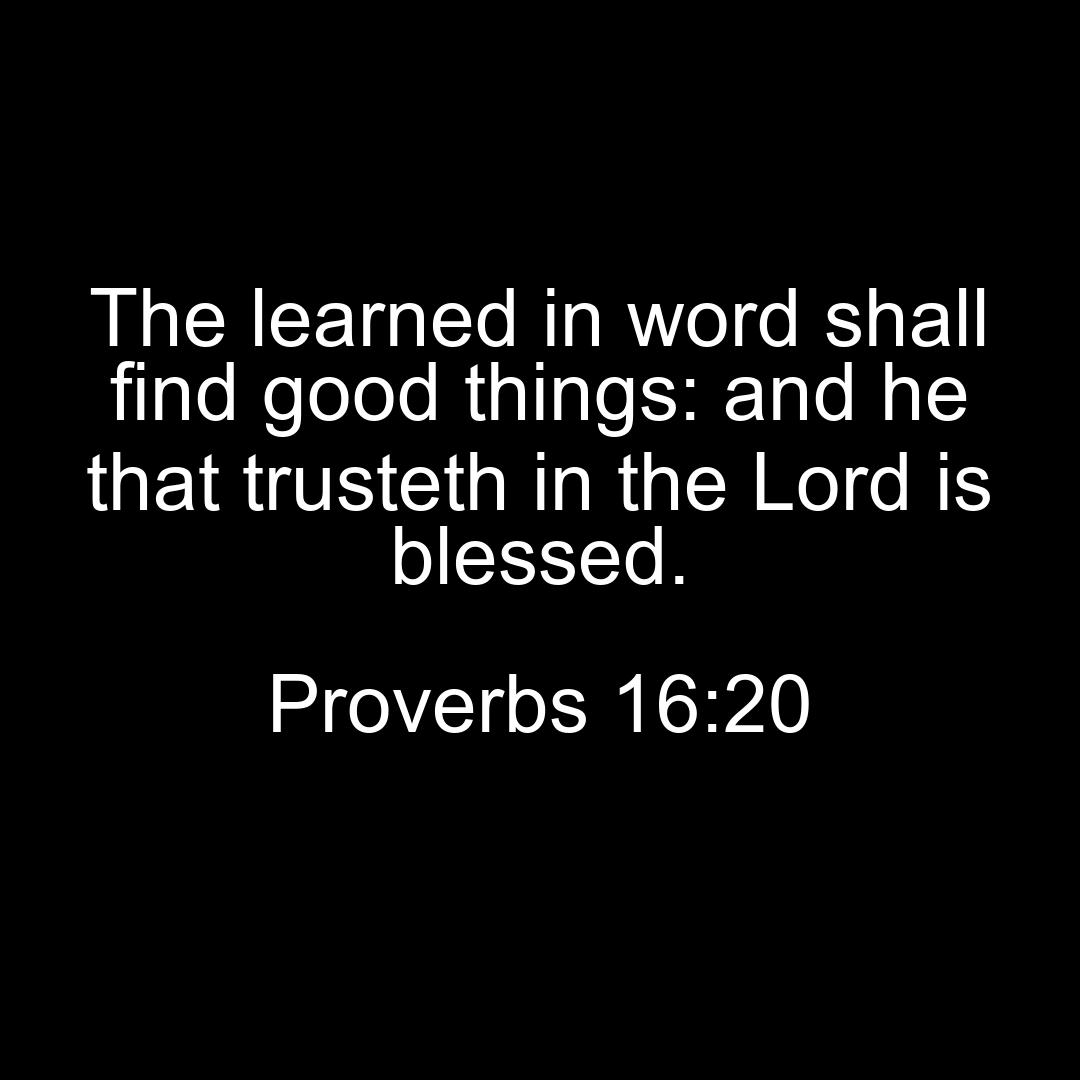 The learned in word shall
find good things: and he
that trusteth in the Lord is
blessed.
Proverbs 16:20